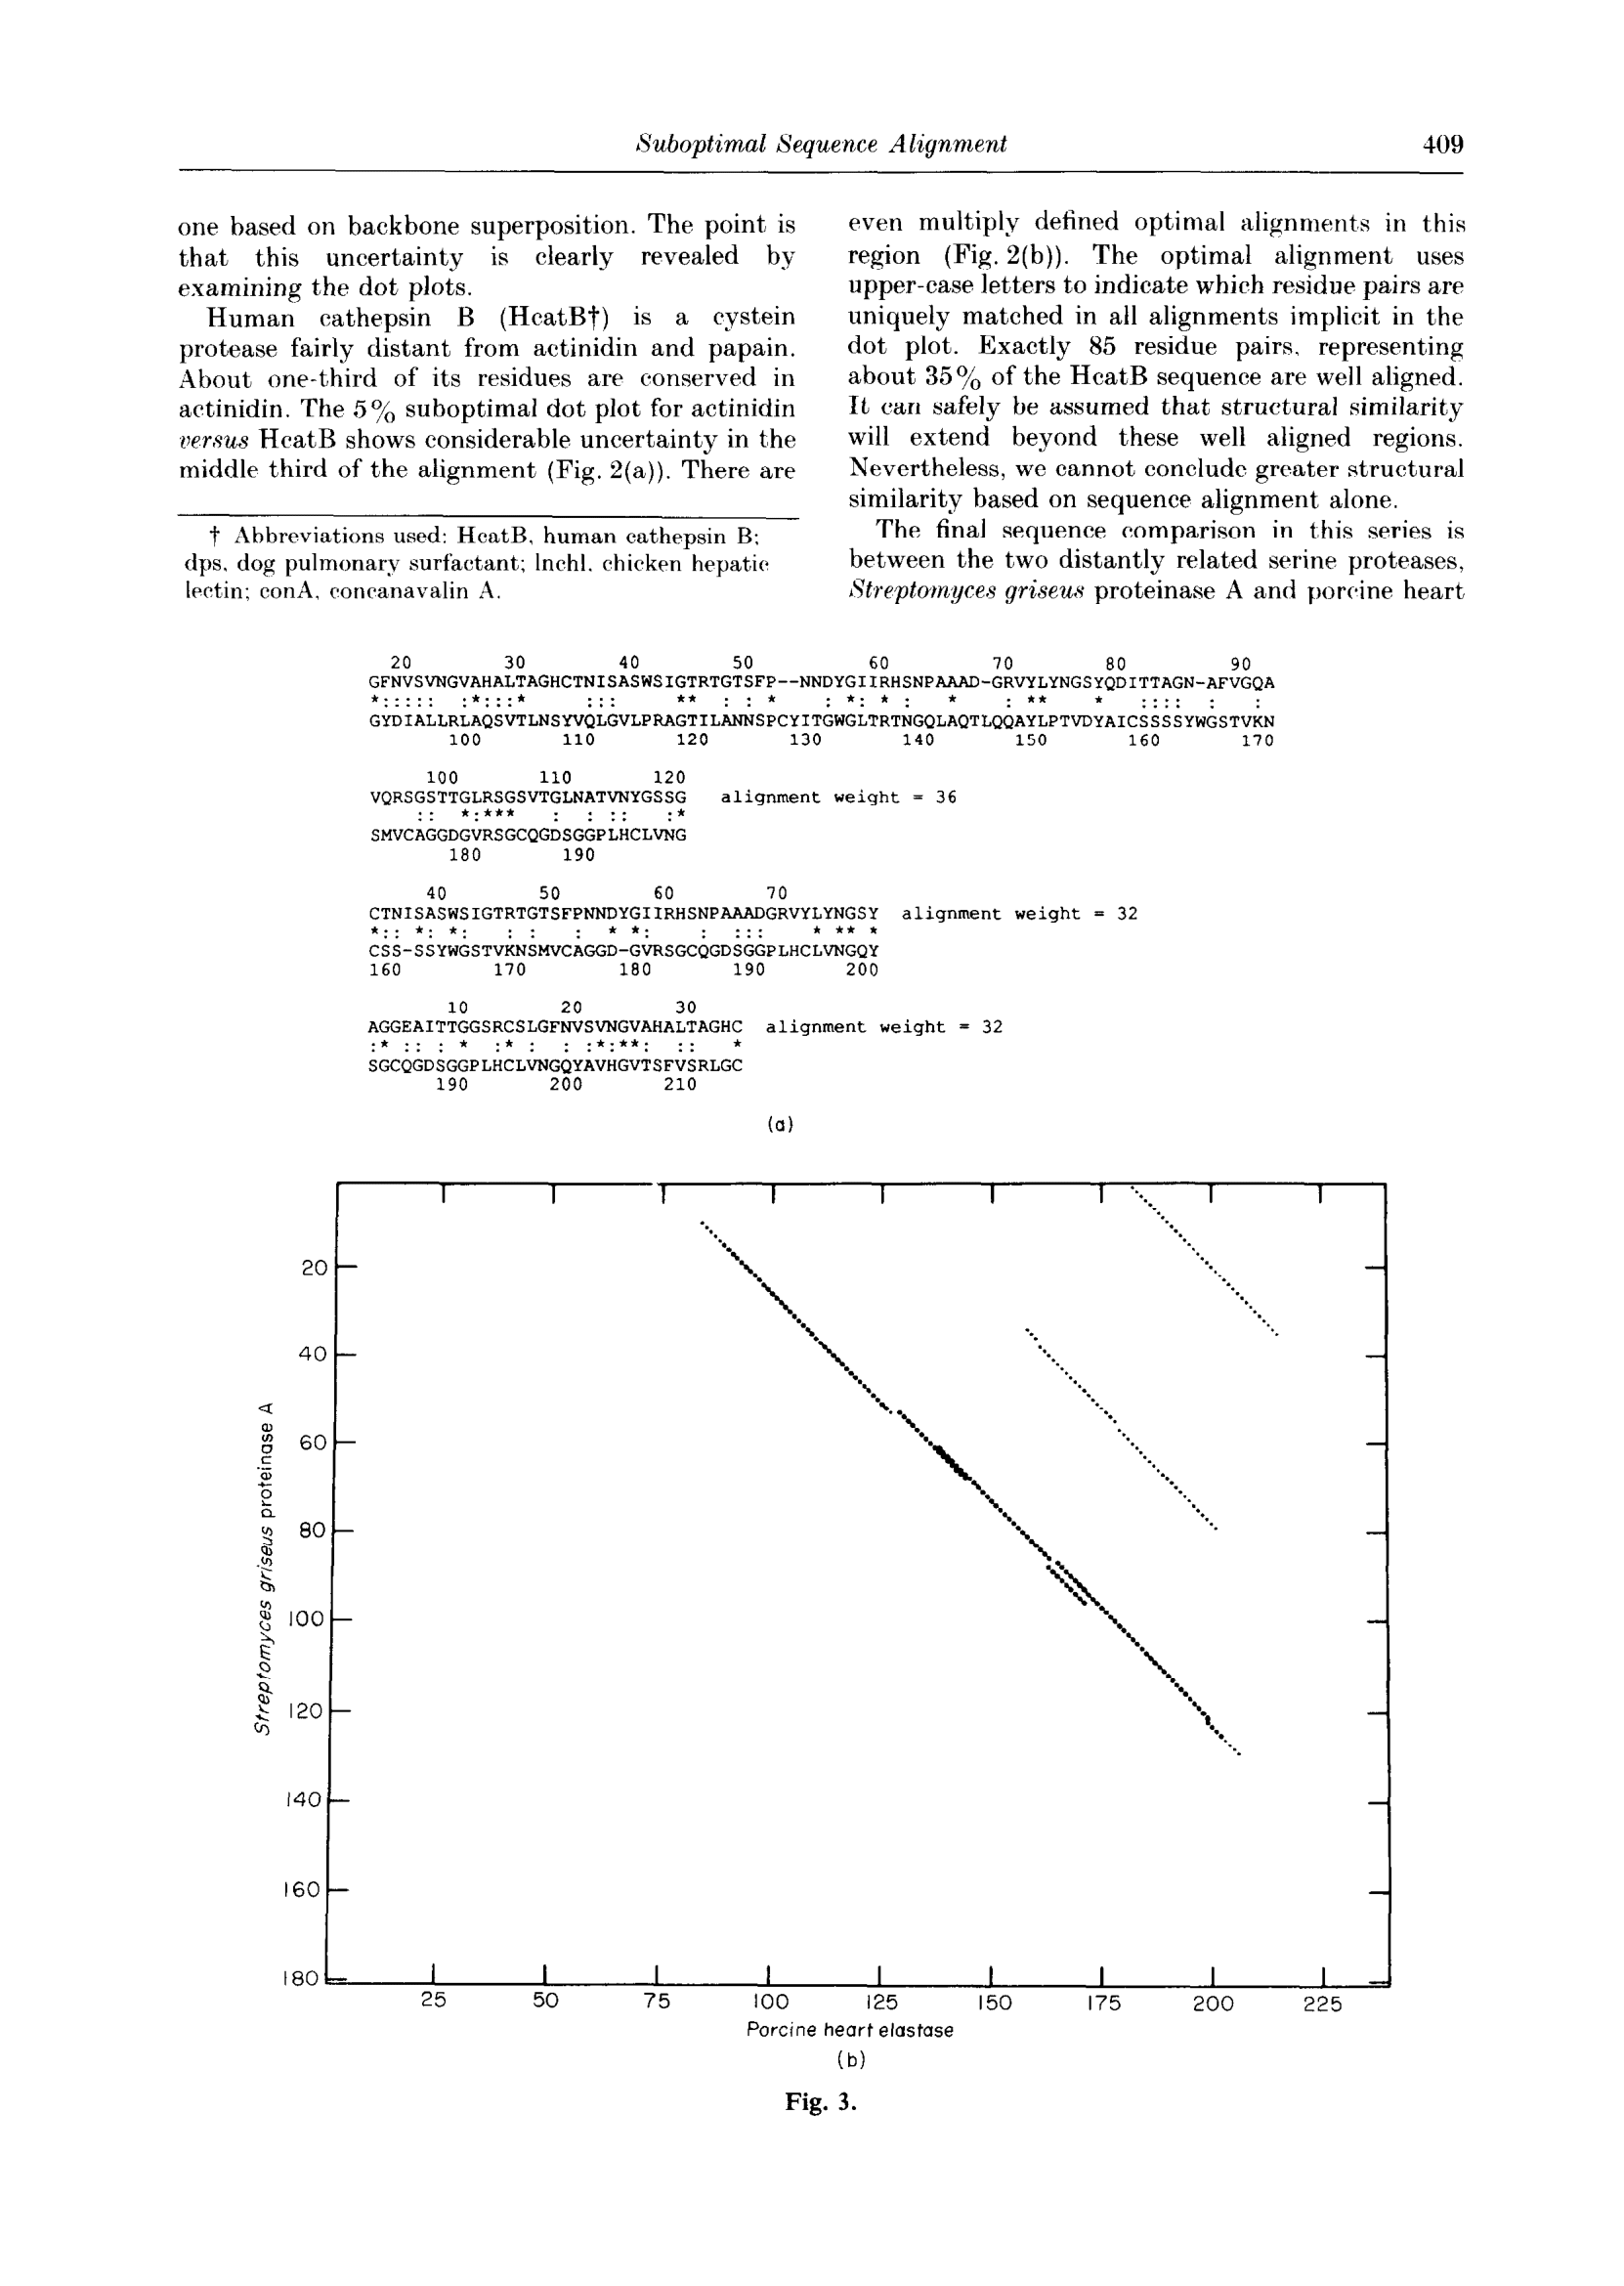 Suboptimal Sequence Alignment 409
one based on backbone superposition. The point is
that this uncertainty is clearly revealed by
examining the dot plots.
Human cathepsin B (HcatB†) is a cystein
protease fairly distant from actinidin and papain.
About one-third of its residues are conserved in
actinidin. The 5% suboptimal dot plot for actinidin
versus HcatB shows considerable uncertainty in the
middle third of the alignment (Fig. 2(a)). There are
† Abbreviations used: HcatB, human cathepsin B;
dps, dog pulmonary surfactant; lnchl, chicken hepatic
lectin; conA, concanavalin A.
even multiply defined optimal alignments in this
region (Fig. 2(b)). The optimal alignment uses
upper-case letters to indicate which residue pairs are
uniquely matched in all alignments implicit in the
dot plot. Exactly 85 residue pairs, representing
about 35% of the HcatB sequence are well aligned.
It can safely be assumed that structural similarity
will extend beyond these well aligned regions.
Nevertheless, we cannot conclude greater structural
similarity based on sequence alignment alone.
The final sequence comparison in this series is
between the two distantly related serine proteases,
Streptomyces griseus proteinase A and porcine heart
20 30 40 50 60 70 80 90
GFNVSVNGVAHALTAGHCTNISASWSIGTRTGTSFP--NNDYGIIRHSNPAAAD-GRVYLYNGSYQDITTAGN-AFVGQA
*::::: :*:::* ::: ** : : * : *: * : * : ** * :::: : :
GYDIALLRLAQSVTLNSYVQLGVLPRAGTILANNSPCYITGWGLTRTNGQLAQTLQQAYLPTVDYAICSSSSYWGSTVKN
100 110 120 130 140 150 160 170
100 110 120
VQRSGSTTGLRSGSVTGLNATVNYGSSG alignment weight = 36
:: *:*** : : :: :*
SMVCAGGDGVRSGCQGDSGGPLHCLVNG
180 190
40 50 60 70
CTNISASWSIGTRTGTSFPNNDYGIIRHSNPAAADGRVYLYNGSY alignment weight = 32
*:: *: *: : : : * *: : ::: * ** *
CSS-SSYWGSTVKNSMVCAGGD-GVRSGCQGDSGGPLHCLVNGQY
160 170 180 190 200
10 20 30
AGGEAITTGGSRCSLGFNVSVNGVAHALTAGHC alignment weight = 32
:* :: : * :* : : :*:**: :: *
SGCQGDSGGPLHCLVNGQYAVHGVTSFVSRLGC
190 200 210
(a)
20
40
60
80
100
120
140
160
180
Streptomyces griseus proteinase A
25 50 75 100 125 150 175 200 225
Porcine heart elastase
(b)
Fig. 3.